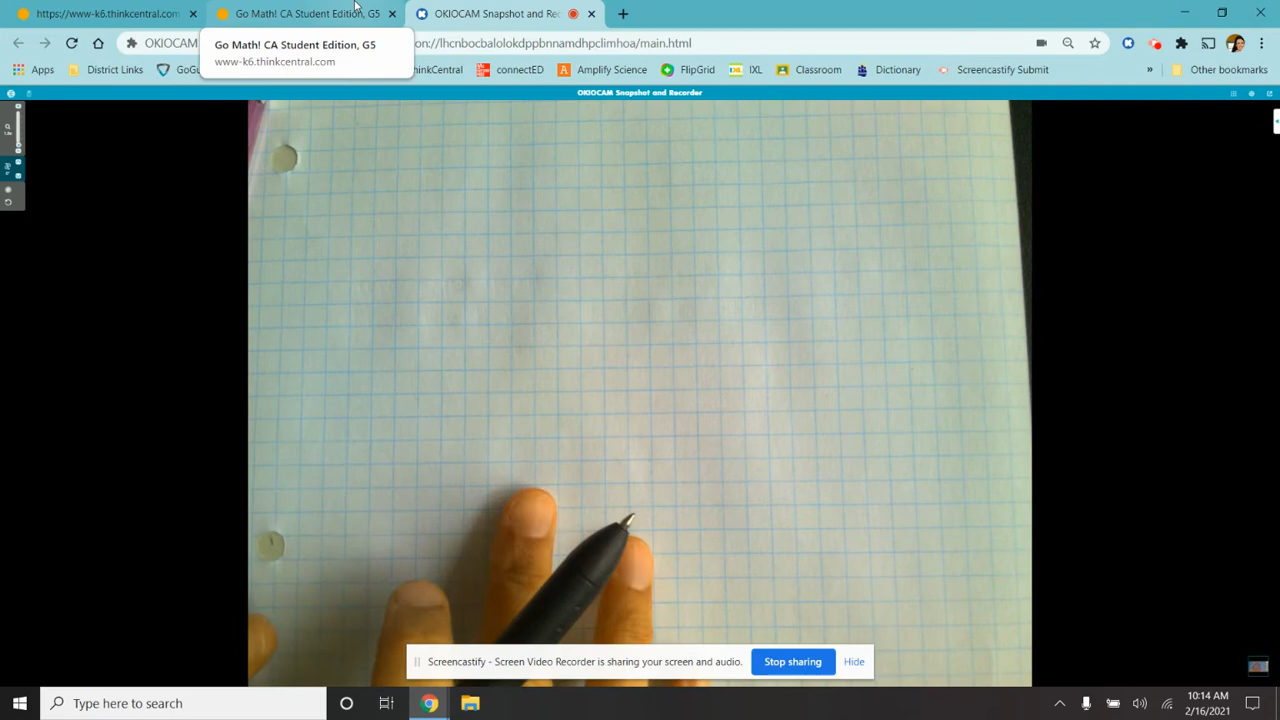 https://www-k6.thinkcentral.com
Go Math! CA Student Edition, G5
OKIOCAM Snapshot and Rec
OKIOCAM
on://lhcnbocbalolokdppbnnamdhpclimhoa/main.html
Go Math! CA Student Edition, G5
www-k6.thinkcentral.com
Apps
District Links
GoGu
hinkCentral
connectED
Amplify Science
FlipGrid
IXL
Classroom
Dictionary
Screencastify Submit
»
Other bookmarks
OKIOCAM Snapshot and Recorder
Screencastify - Screen Video Recorder is sharing your screen and audio.
Stop sharing
Hide
Type here to search
10:14 AM
2/16/2021